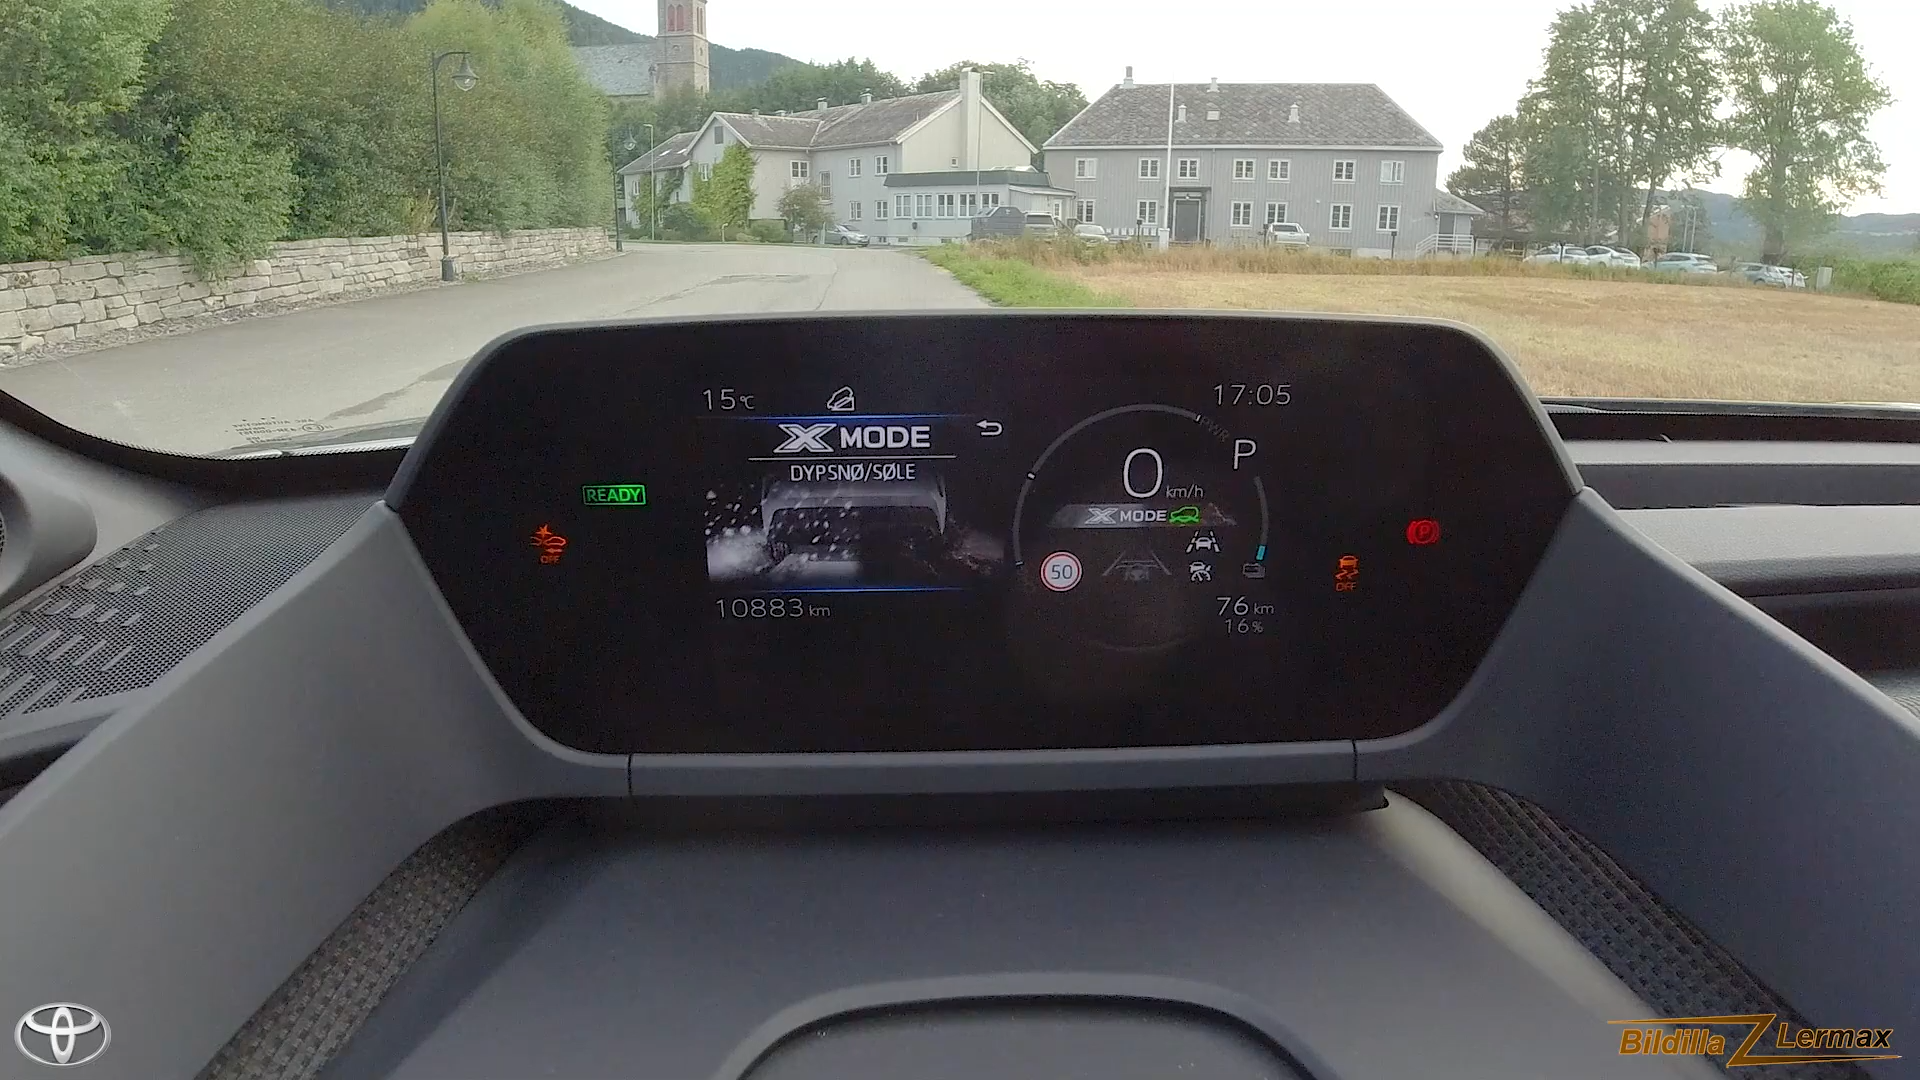 15°C
17:05
X MODE
DYPSNØ/SØLE
READY
PWR
P
0 km/h
X MODE
OFF
50
OFF
P
10883 km
76 km
16%
Bildilla Z Lermax